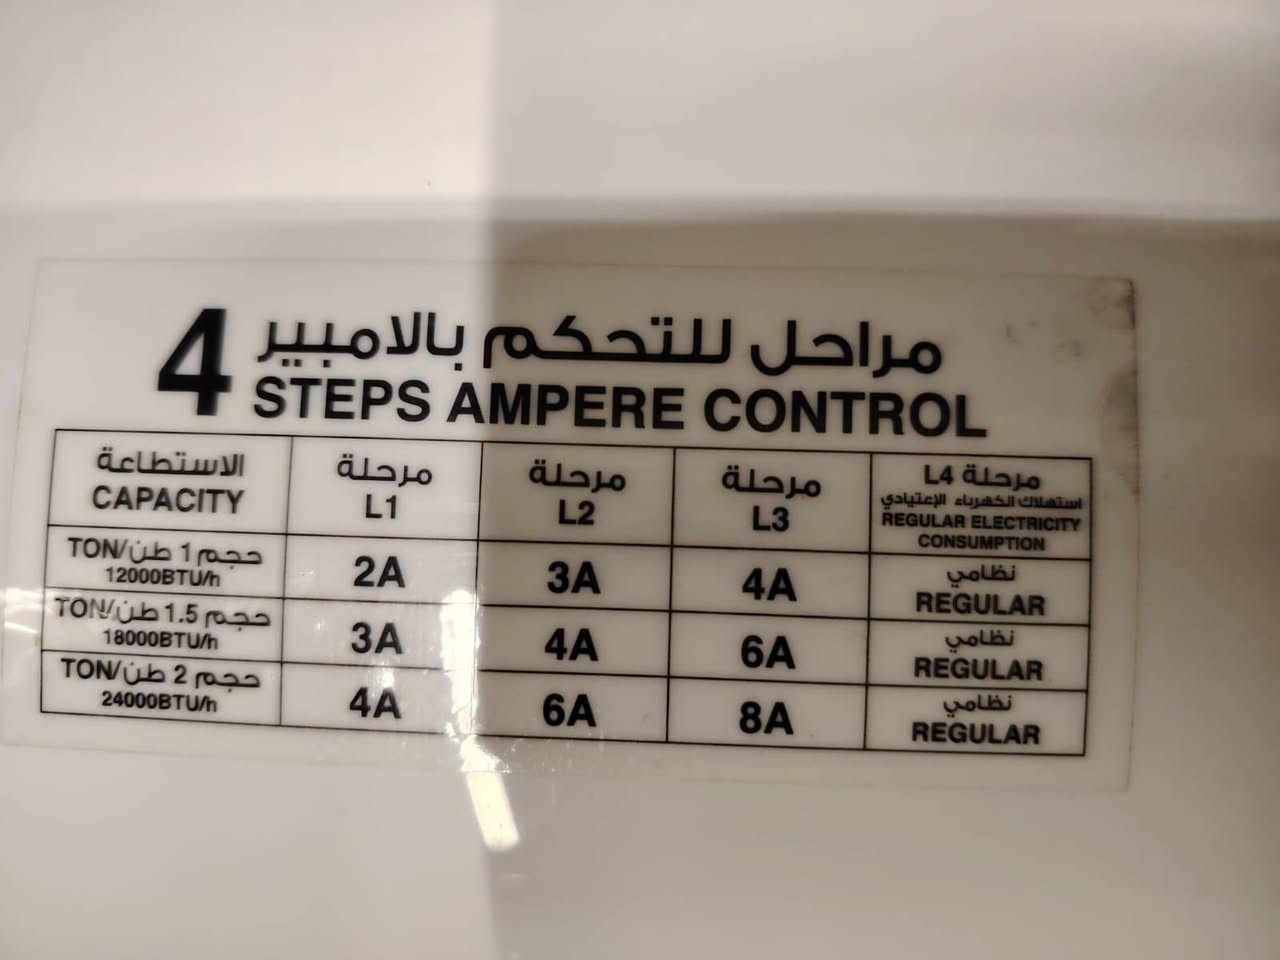 4 مراحل للتحكم بالامبير
STEPS AMPERE CONTROL
الاستطاعة
CAPACITY
مرحلة
L1
مرحلة
L2
مرحلة
L3
مرحلة L4
استهلاك الكهرباء الإعتيادي
REGULAR ELECTRICITY
CONSUMPTION
حجم 1 طن/TON
12000BTU/h
2A
3A
4A
نظامي
REGULAR
حجم 1.5 طن/TON
18000BTU/h
3A
4A
6A
نظامي
REGULAR
حجم 2 طن/TON
24000BTU/h
4A
6A
8A
نظامي
REGULAR